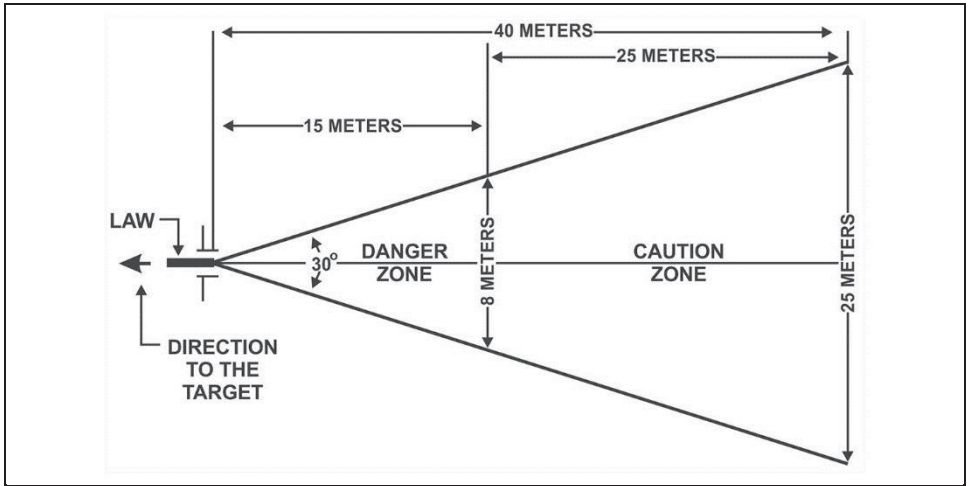 40 METERS
25 METERS
15 METERS
LAW
30°
DANGER
ZONE
8 METERS
CAUTION
ZONE
25 METERS
DIRECTION
TO THE
TARGET